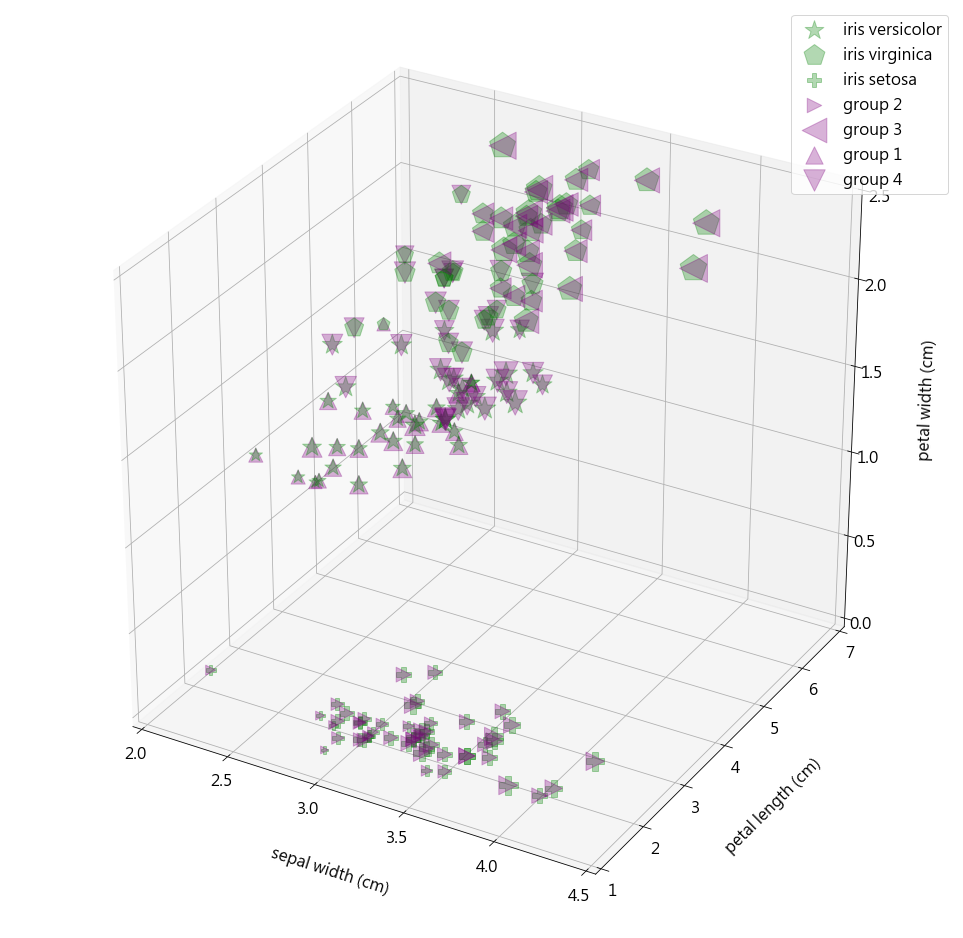 iris versicolor
iris virginica
iris setosa
group 2
group 3
group 1
group 4
2.5
2.0
1.5
1.0
0.5
0.0
petal width (cm)
7
6
5
4
3
2
1
petal length (cm)
2.0
2.5
3.0
3.5
4.0
4.5
sepal width (cm)